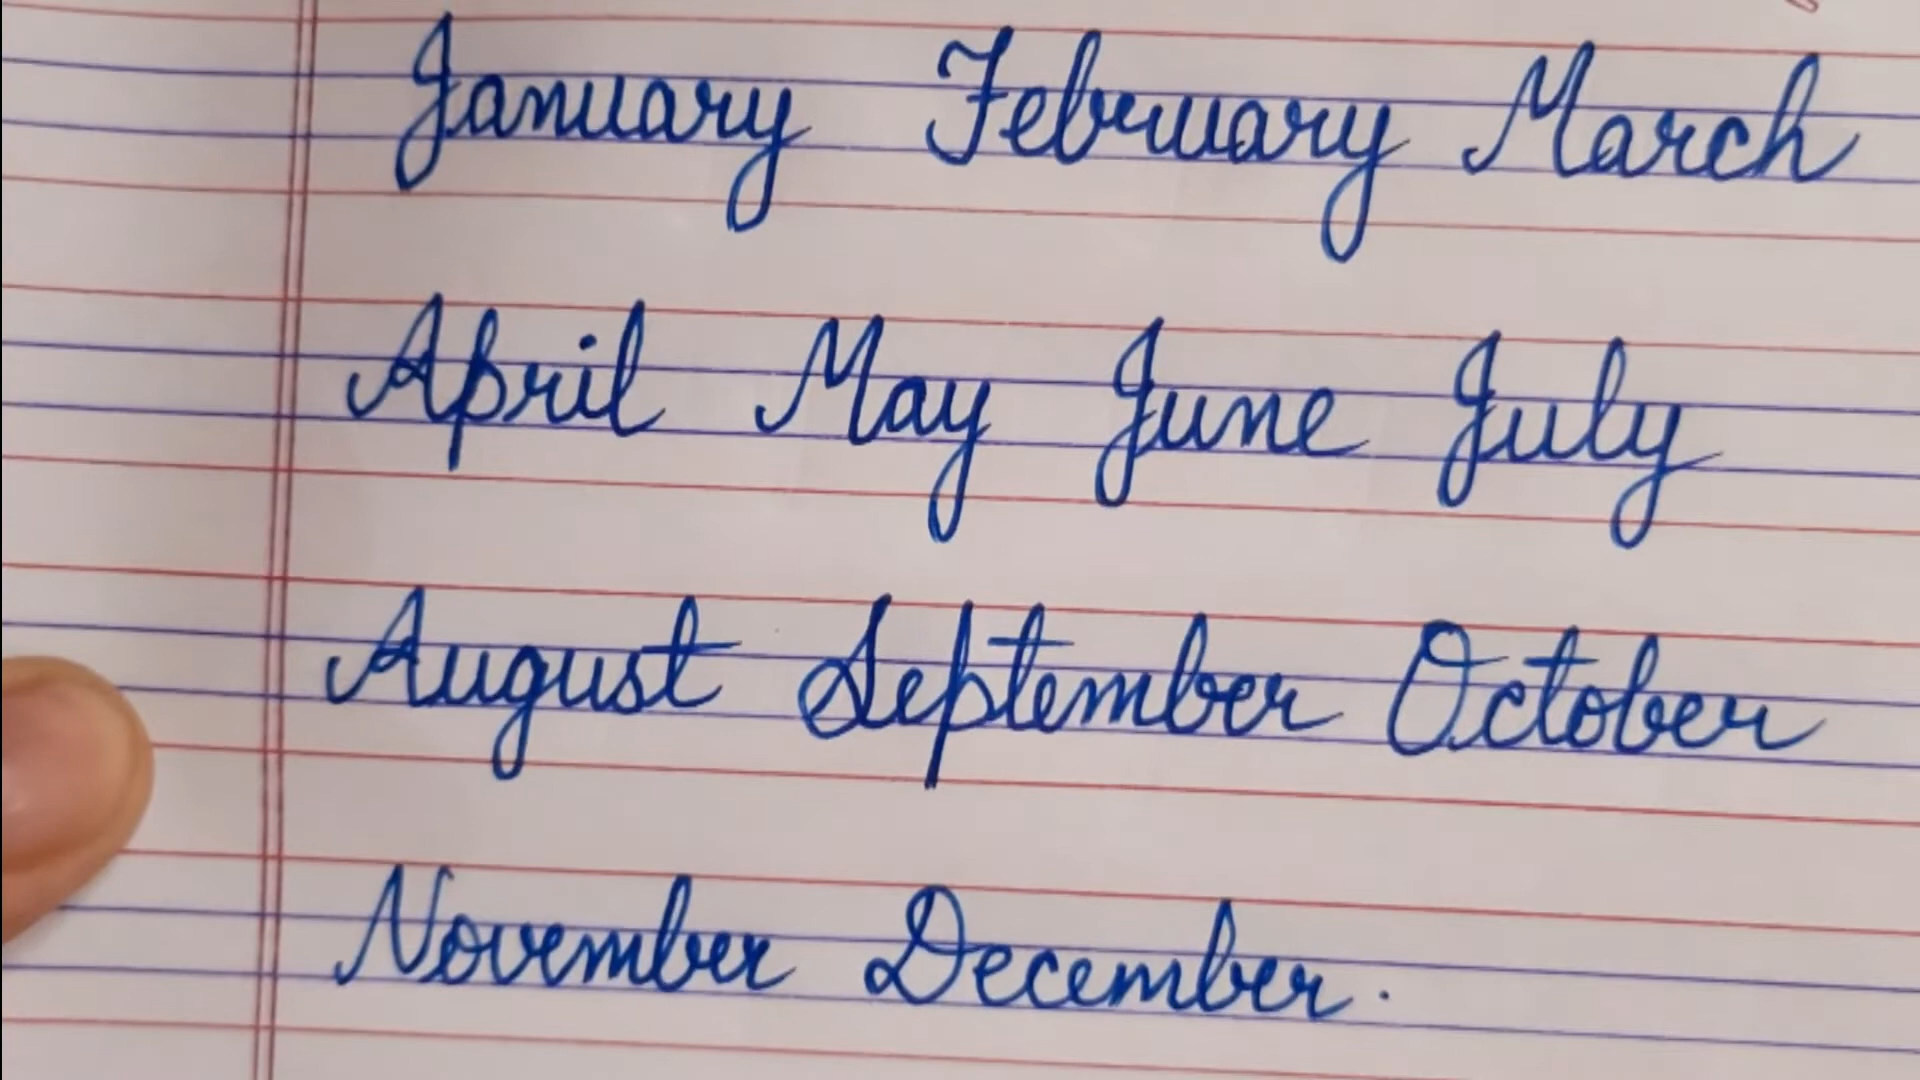 January February March
April May June July
August September October
November December.